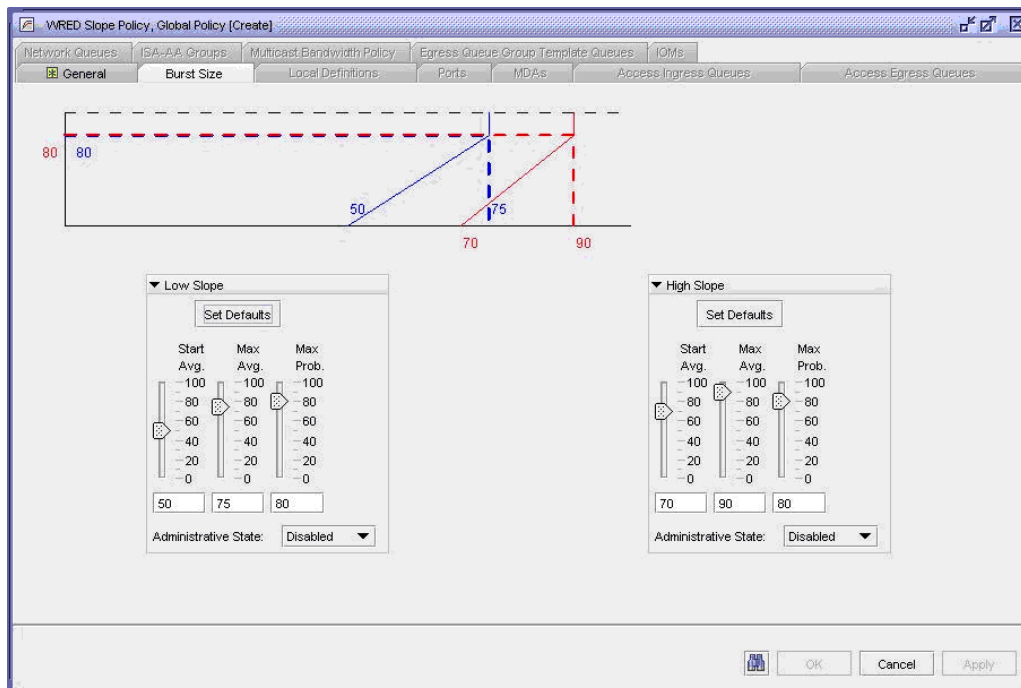 WRED Slope Policy, Global Policy [Create]
Network Queues ISA-AA Groups Multicast Bandwidth Policy Egress Queue Group Template Queues IOMs
General Burst Size Local Definitions Ports MDAs Access Ingress Queues Access Egress Queues
80 80
50 75
70 90
Low Slope
Set Defaults
Start Avg. Max Avg. Max Prob.
100 100 100
80 80 80
60 60 60
40 40 40
20 20 20
0 0 0
50 75 80
Administrative State: Disabled
High Slope
Set Defaults
Start Avg. Max Avg. Max Prob.
100 100 100
80 80 80
60 60 60
40 40 40
20 20 20
0 0 0
70 90 80
Administrative State: Disabled
OK Cancel Apply